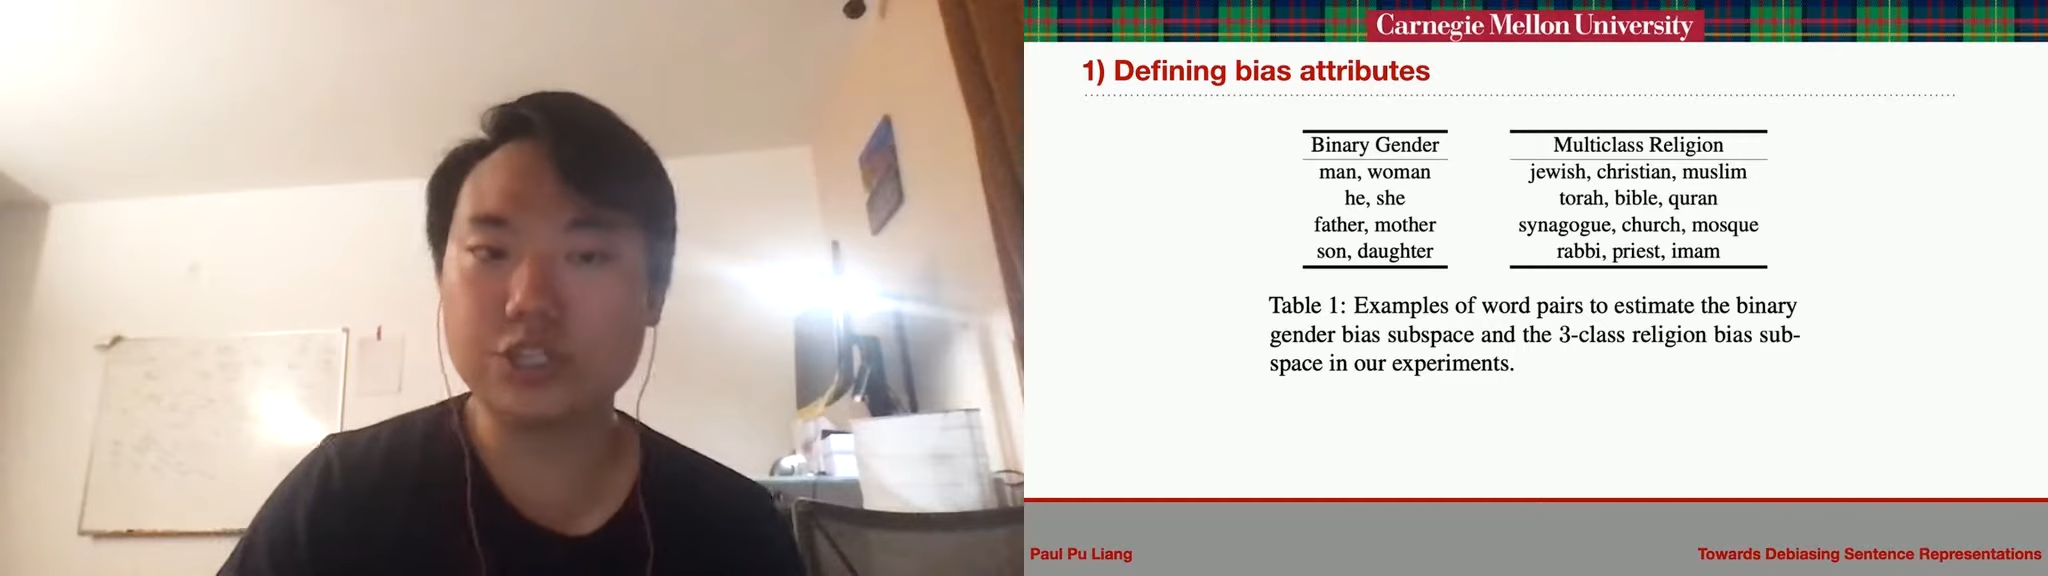 Carnegie Mellon University
1) Defining bias attributes
Binary Gender
man, woman
he, she
father, mother
son, daughter
Multiclass Religion
jewish, christian, muslim
torah, bible, quran
synagogue, church, mosque
rabbi, priest, imam
Table 1: Examples of word pairs to estimate the binary
gender bias subspace and the 3-class religion bias sub-
space in our experiments.
Paul Pu Liang
Towards Debiasing Sentence Representations